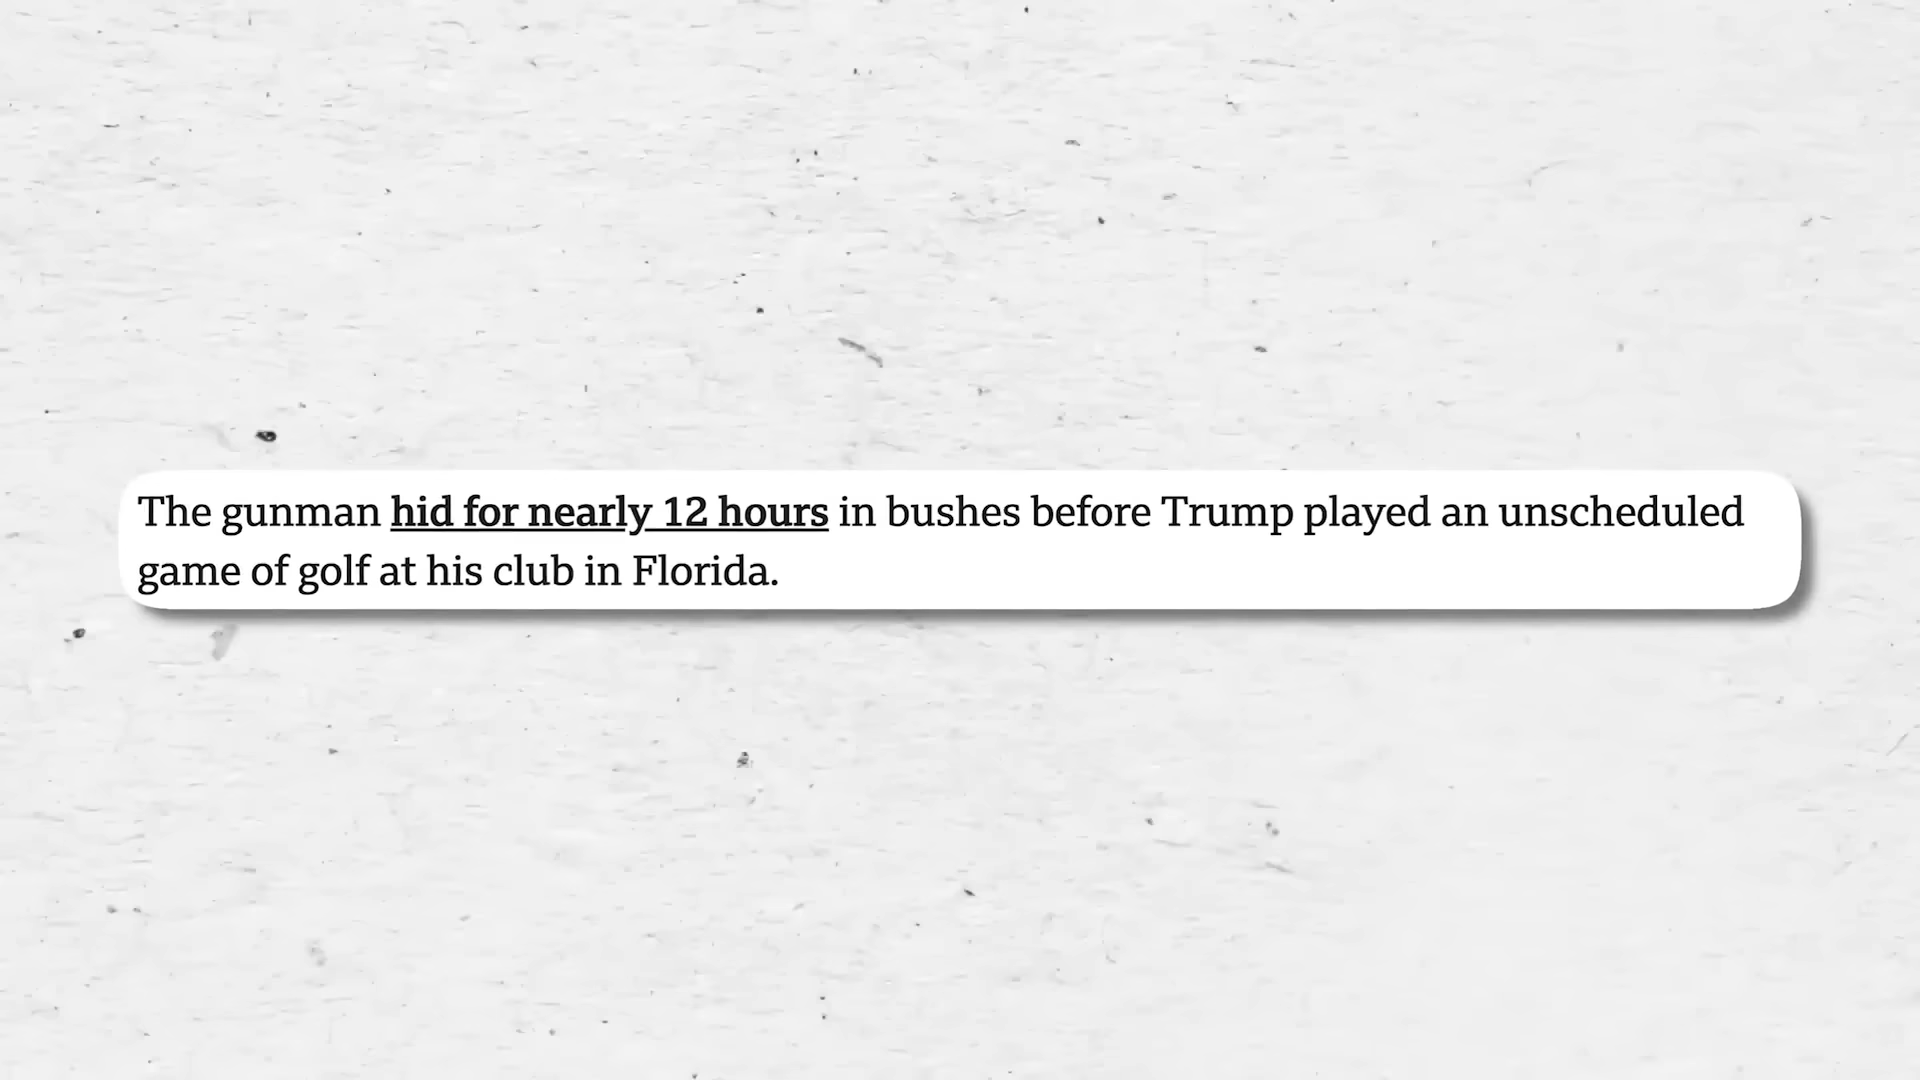 The gunman hid for nearly 12 hours in bushes before Trump played an unscheduled
game of golf at his club in Florida.